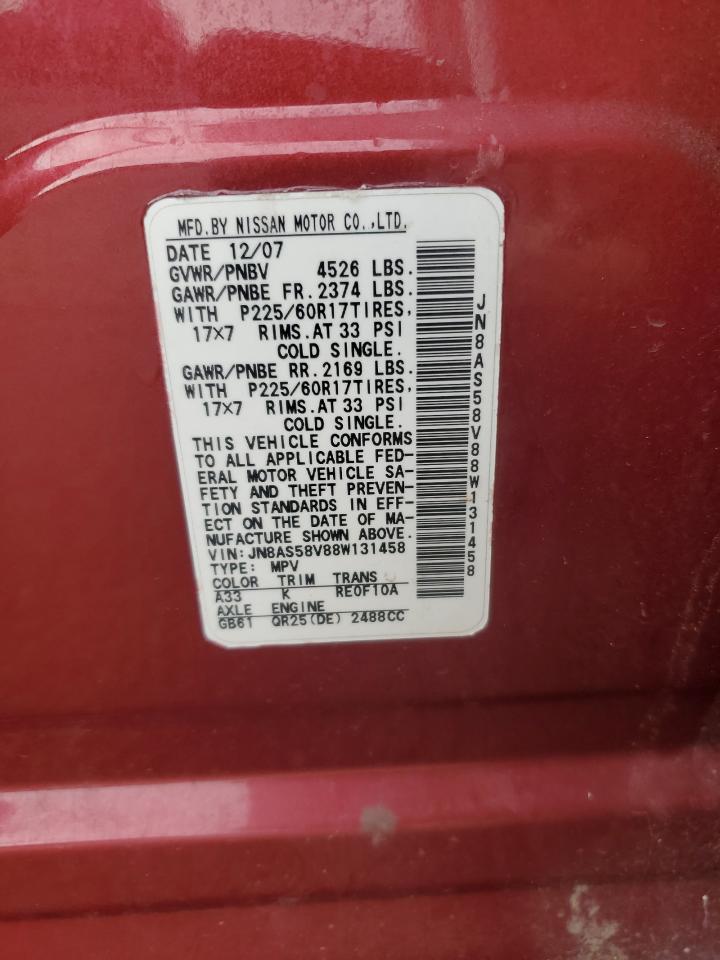 MFD.BY NISSAN MOTOR CO.,LTD.
DATE 12/07
GVWR/PNBV 4526 LBS.
GAWR/PNBE FR.2374 LBS.
WITH P225/60R17TIRES,
17×7 RIMS.AT 33 PSI
COLD SINGLE.
GAWR/PNBE RR.2169 LBS.
WITH P225/60R17TIRES,
17×7 RIMS.AT 33 PSI
COLD SINGLE.
THIS VEHICLE CONFORMS
TO ALL APPLICABLE FED-
ERAL MOTOR VEHICLE SA-
FETY AND THEFT PREVEN-
TION STANDARDS IN EFF-
ECT ON THE DATE OF MA-
NUFACTURE SHOWN ABOVE.
VIN:JN8AS58V88W131458
TYPE: MPV
COLOR TRIM TRANS
A33 K RE0F10A
AXLE ENGINE
GB61 QR25(DE) 2488CC
JN8AS58V88W131458